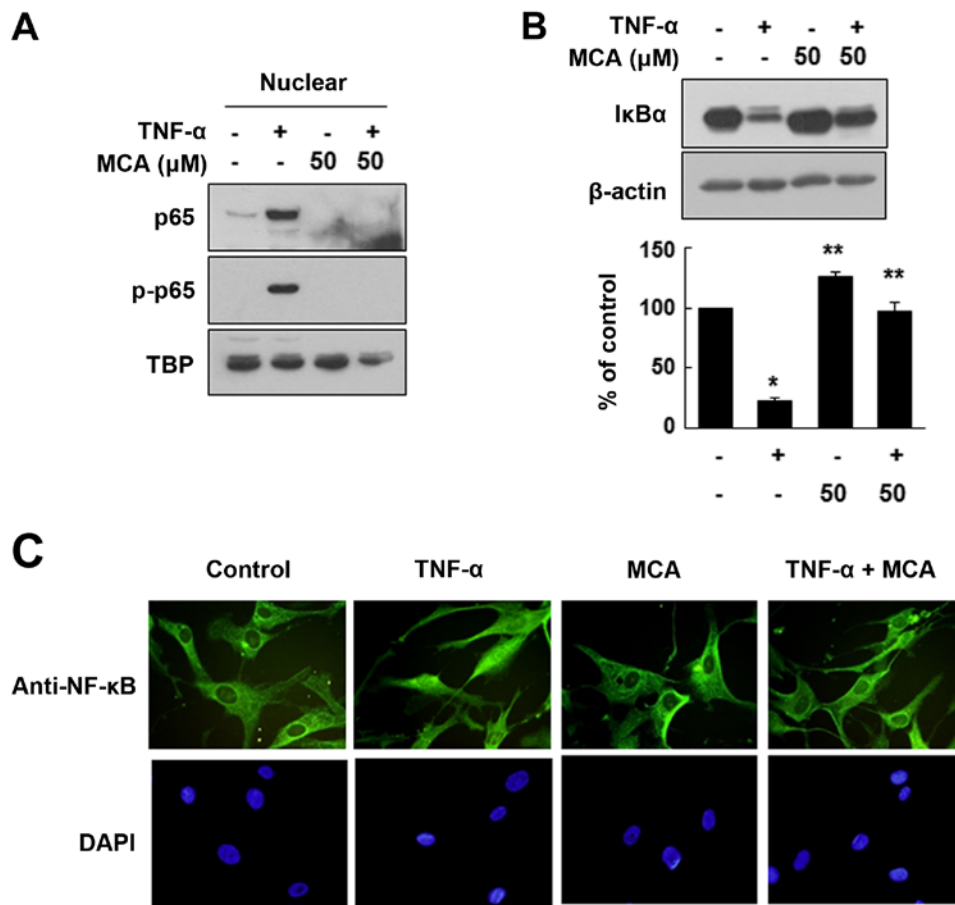 A
Nuclear
TNF-α - + - +
MCA (μM) - - 50 50
p65
p-p65
TBP
B
TNF-α - + - +
MCA (μM) - - 50 50
IκBα
β-actin
% of control
150
100
50
0
*
**
**
- + - +
- - 50 50
C
Control TNF-α MCA TNF-α + MCA
Anti-NF-κB
DAPI